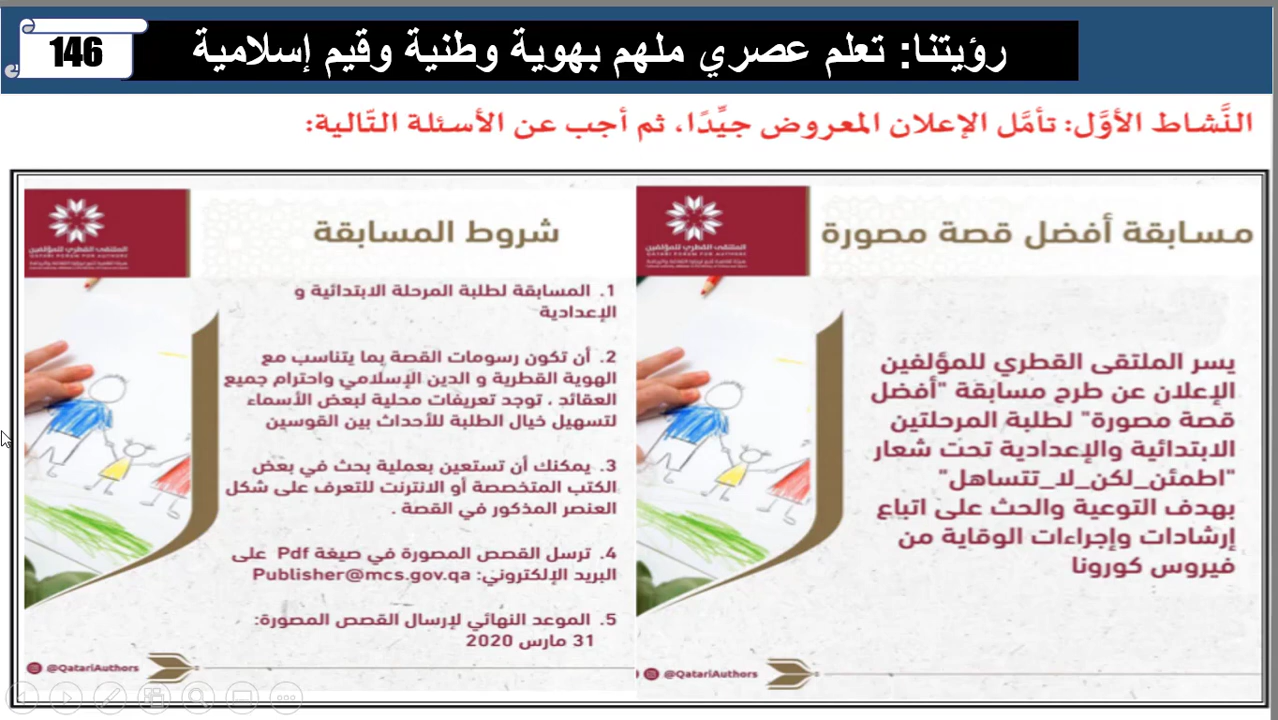 رؤيتنا: تعلم عصري ملهم بهوية وطنية وقيم إسلامية
146
النَّشاط الأوَّل: تأمَّل الإعلان المعروض جيِّدًا، ثم أجب عن الأسئلة التّالية:
الملتقى القطري للمؤلفين
QATARI FORUM FOR AUTHORS
مسابقة أفضل قصة مصورة
يسر الملتقى القطري للمؤلفين
الإعلان عن طرح مسابقة "أفضل
قصة مصورة" لطلبة المرحلتين
الابتدائية والإعدادية تحت شعار
"اطمئن_لكن_لا_تتساهل"
بهدف التوعية والحث على اتباع
إرشادات وإجراءات الوقاية من
فيروس كورونا
@QatariAuthors
الملتقى القطري للمؤلفين
QATARI FORUM FOR AUTHORS
شروط المسابقة
1. المسابقة لطلبة المرحلة الابتدائية و
الإعدادية
2. أن تكون رسومات القصة بما يتناسب مع
الهوية القطرية و الدين الإسلامي واحترام جميع
العقائد ، توجد تعريفات محلية لبعض الأسماء
لتسهيل خيال الطلبة للأحداث بين القوسين
3. يمكنك أن تستعين بعملية بحث في بعض
الكتب المتخصصة أو الانترنت للتعرف على شكل
العنصر المذكور في القصة .
4. ترسل القصص المصورة في صيغة Pdf على
البريد الإلكتروني: Publisher@mcs.gov.qa
5. الموعد النهائي لإرسال القصص المصورة:
31 مارس 2020
@QatariAuthors